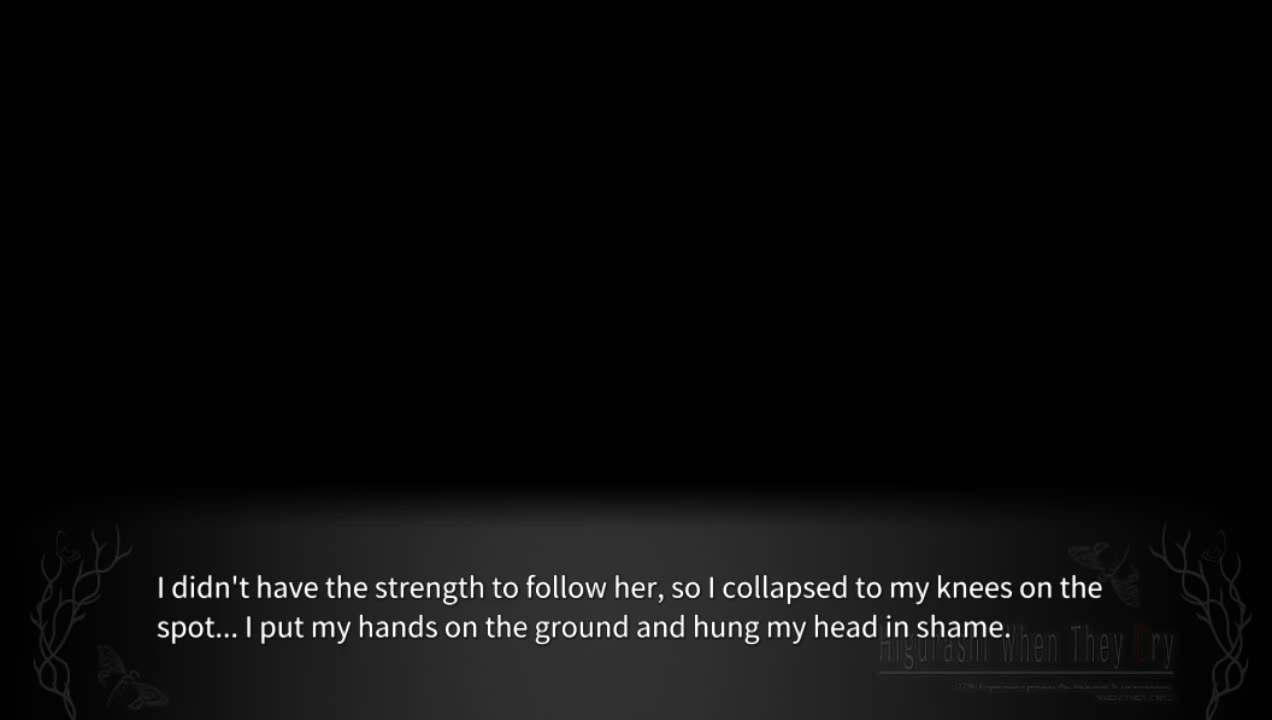 I didn't have the strength to follow her, so I collapsed to my knees on the
spot... I put my hands on the ground and hung my head in shame.
Higurashi When They Cry